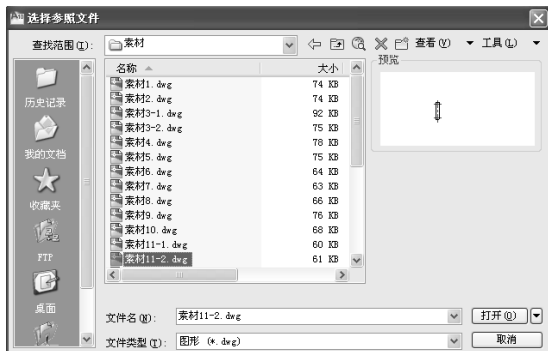 选择参照文件
查找范围(I): 素材 查看(V) 工具(L)
名称 大小 预览
素材1.dwg 74 KB
素材2.dwg 74 KB
素材3-1.dwg 92 KB
素材3-2.dwg 75 KB
素材4.dwg 78 KB
素材5.dwg 75 KB
素材6.dwg 64 KB
素材7.dwg 63 KB
素材8.dwg 66 KB
素材9.dwg 76 KB
素材10.dwg 68 KB
素材11-1.dwg 60 KB
素材11-2.dwg 61 KB
历史记录
我的文档
收藏夹
FTP
桌面
文件名(N): 素材11-2.dwg 打开(O)
文件类型(T): 图形 (*.dwg) 取消